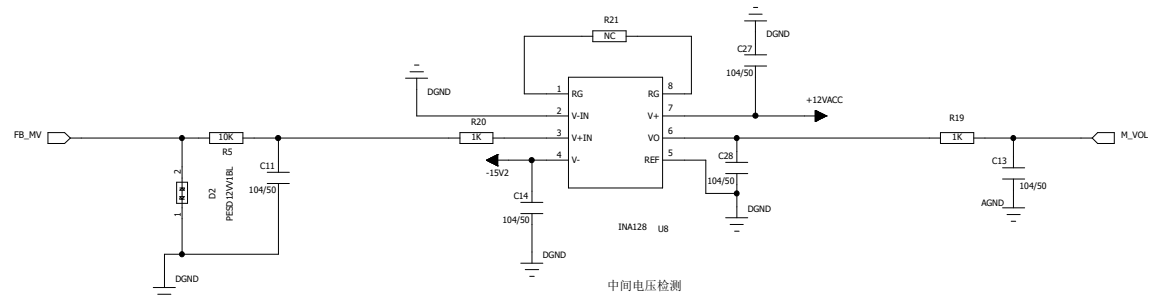 R21
NC
DGND
C27
104/50
DGND
1
RG
RG
8
+12VACC
2
V-IN
V+
7
FB_MV
10K
R5
R20
1K
3
V+IN
VO
6
R19
1K
M_VOL
4
V-
REF
5
-15V2
C11
104/50
2
1
D2
PESD12VV1BL
C14
104/50
C28
104/50
C13
104/50
AGND
DGND
INA128
U8
DGND
DGND
中间电压检测